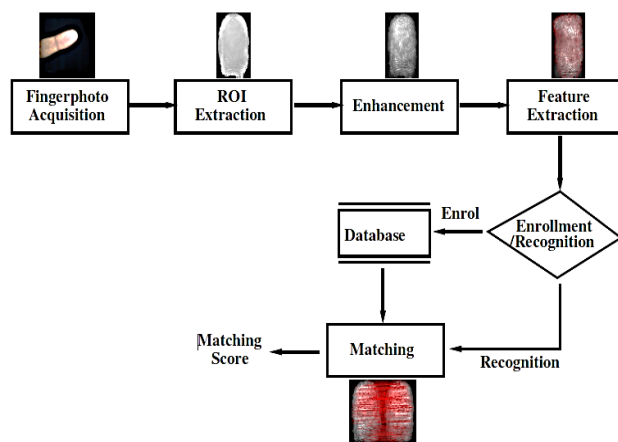 Fingerphoto
Acquisition
ROI
Extraction
Enhancement
Feature
Extraction
Enrol
Enrollment
/Recognition
Database
Matching
Score
Matching
Recognition